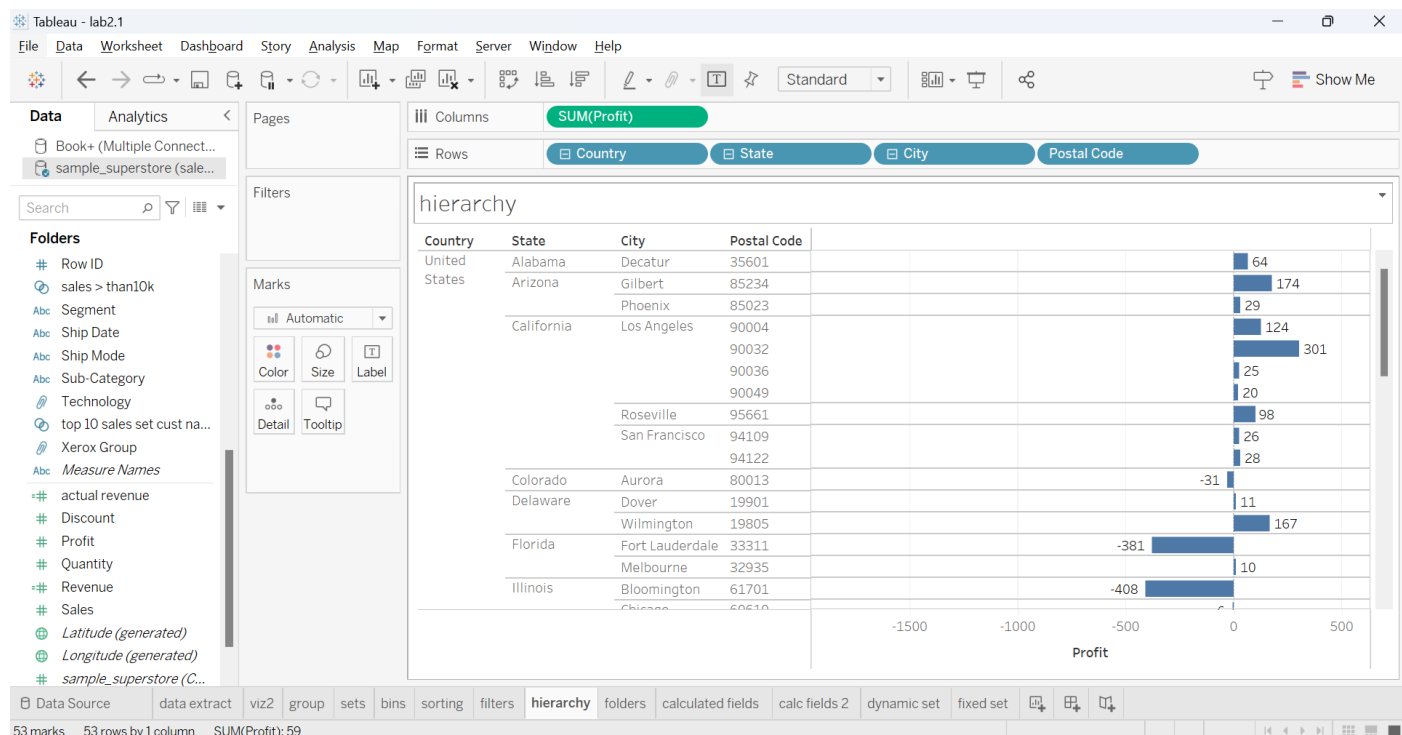 Tableau - lab2.1
File Data Worksheet Dashboard Story Analysis Map Format Server Window Help
Standard
Show Me
Data Analytics
Book+ (Multiple Connect...
sample_superstore (sale...
Search
Folders
# Row ID
sales > than10k
Abc Segment
Abc Ship Date
Abc Ship Mode
Abc Sub-Category
Technology
top 10 sales set cust na...
Xerox Group
Abc Measure Names
=# actual revenue
# Discount
# Profit
# Quantity
=# Revenue
# Sales
Latitude (generated)
Longitude (generated)
# sample_superstore (C...
Pages
Filters
Marks
Automatic
Color Size Label
Detail Tooltip
Columns SUM(Profit)
Rows Country State City Postal Code
hierarchy
Country State City Postal Code
United States Alabama Decatur 35601 64
Arizona Gilbert 85234 174
Phoenix 85023 29
California Los Angeles 90004 124
90032 301
90036 25
90049 20
Roseville 95661 98
San Francisco 94109 26
94122 28
Colorado Aurora 80013 -31
Delaware Dover 19901 11
Wilmington 19805 167
Florida Fort Lauderdale 33311 -381
Melbourne 32935 10
Illinois Bloomington 61701 -408
-1500 -1000 -500 0 500
Profit
Data Source data extract viz2 group sets bins sorting filters hierarchy folders calculated fields calc fields 2 dynamic set fixed set
53 marks 53 rows by 1 column SUM(Profit): 59